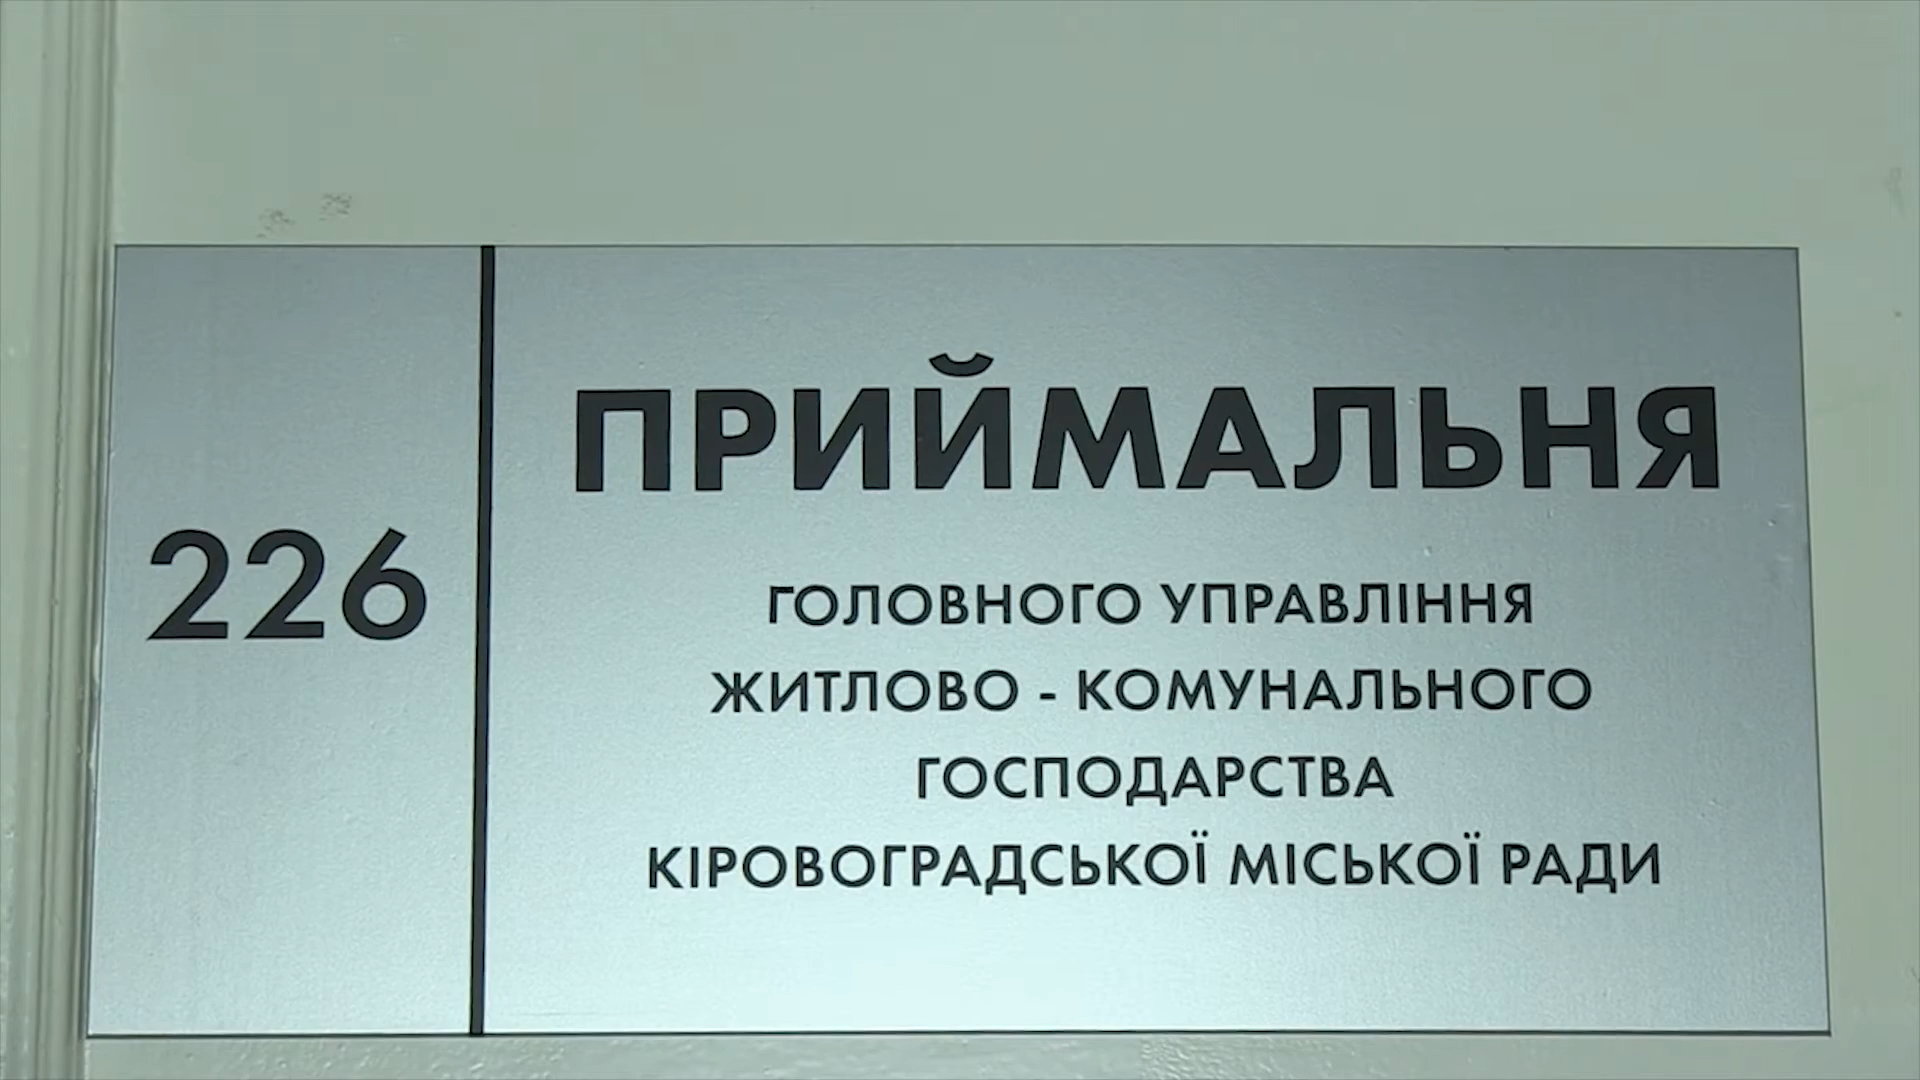 226
ПРИЙМАЛЬНЯ
ГОЛОВНОГО УПРАВЛІННЯ
ЖИТЛОВО - КОМУНАЛЬНОГО
ГОСПОДАРСТВА
КІРОВОГРАДСЬКОЇ МІСЬКОЇ РАДИ